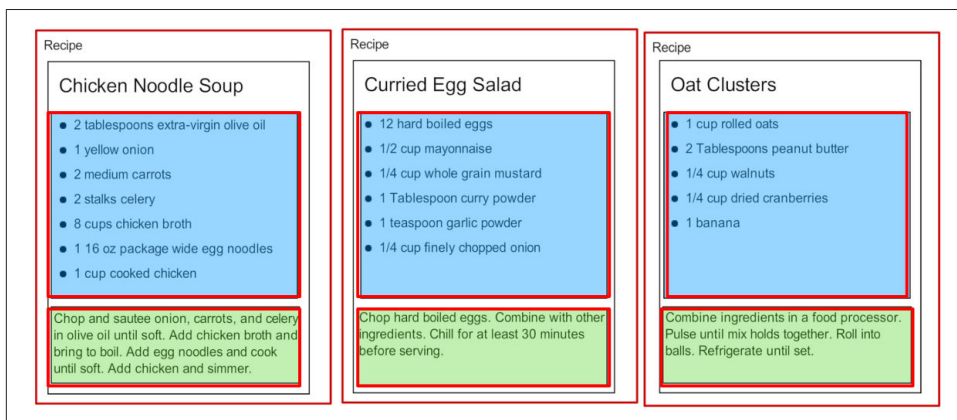 Recipe
Chicken Noodle Soup
2 tablespoons extra-virgin olive oil
1 yellow onion
2 medium carrots
2 stalks celery
8 cups chicken broth
1 16 oz package wide egg noodles
1 cup cooked chicken
Chop and sautee onion, carrots, and celery
in olive oil until soft. Add chicken broth and
bring to boil. Add egg noodles and cook
until soft. Add chicken and simmer.
Recipe
Curried Egg Salad
12 hard boiled eggs
1/2 cup mayonnaise
1/4 cup whole grain mustard
1 Tablespoon curry powder
1 teaspoon garlic powder
1/4 cup finely chopped onion
Chop hard boiled eggs. Combine with other
ingredients. Chill for at least 30 minutes
before serving.
Recipe
Oat Clusters
1 cup rolled oats
2 Tablespoons peanut butter
1/4 cup walnuts
1/4 cup dried cranberries
1 banana
Combine ingredients in a food processor.
Pulse until mix holds together. Roll into
balls. Refrigerate until set.